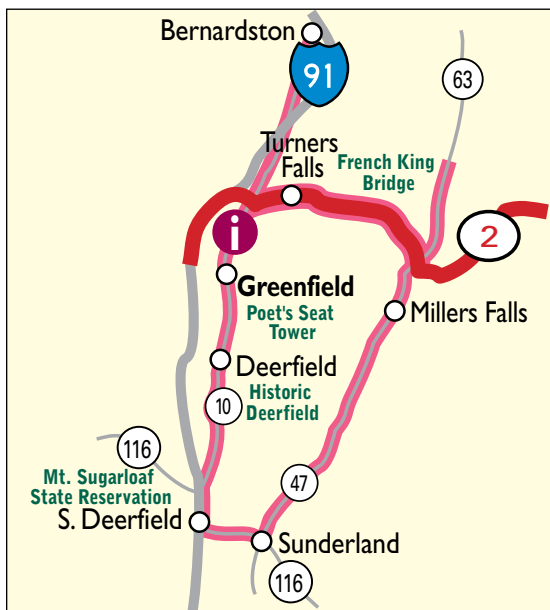 Bernardston
91
63
Turners
Falls
French King
Bridge
2
i
Greenfield
Poet's Seat
Tower
Millers Falls
Deerfield
Historic
Deerfield
10
116
Mt. Sugarloaf
State Reservation
47
S. Deerfield
Sunderland
116